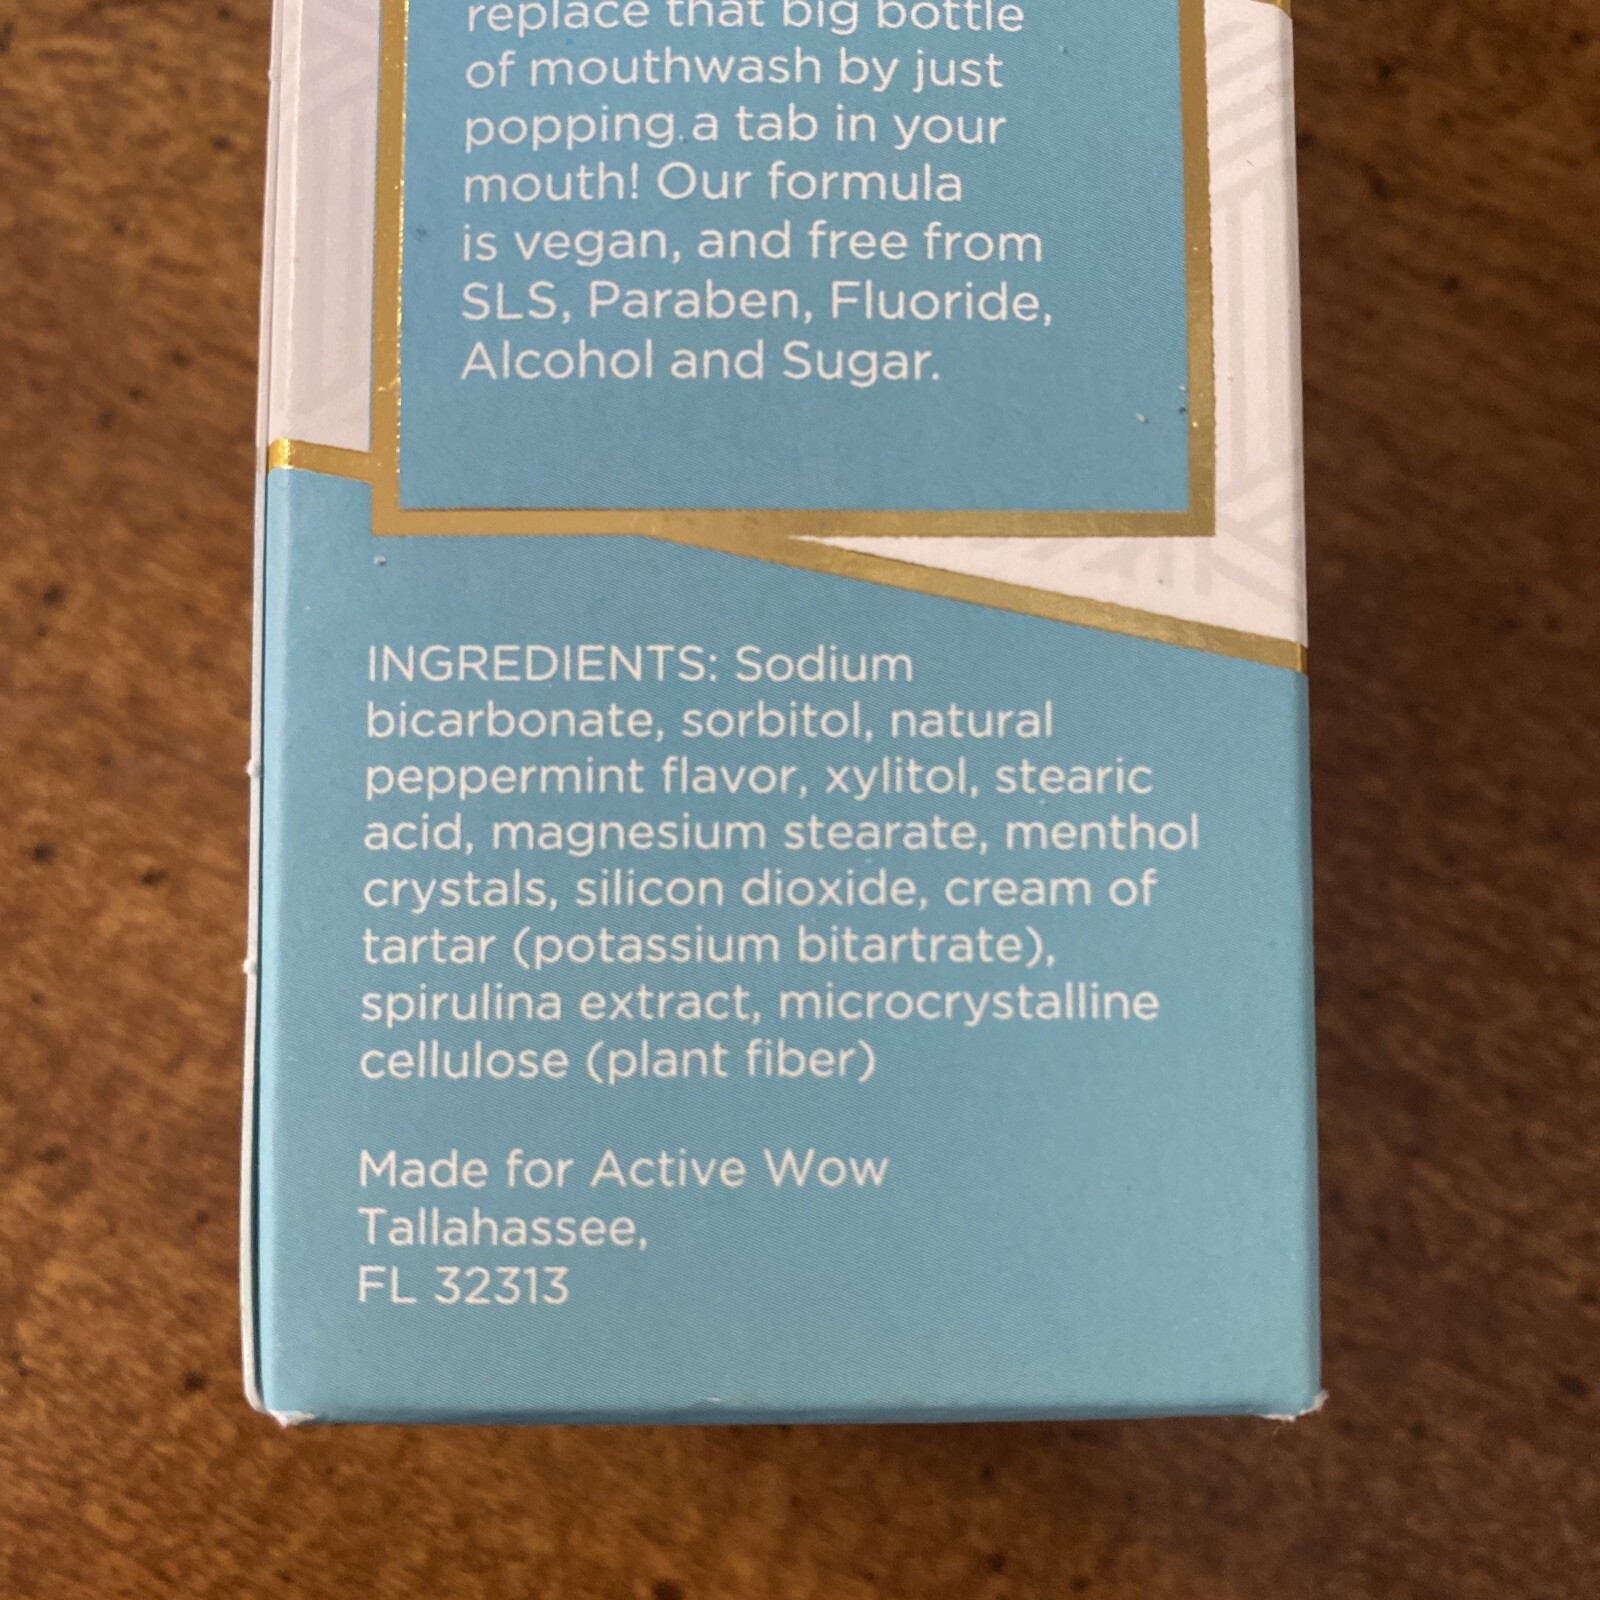 replace that big bottle
of mouthwash by just
popping a tab in your
mouth! Our formula
is vegan, and free from
SLS, Paraben, Fluoride,
Alcohol and Sugar.
INGREDIENTS: Sodium
bicarbonate, sorbitol, natural
peppermint flavor, xylitol, stearic
acid, magnesium stearate, menthol
crystals, silicon dioxide, cream of
tartar (potassium bitartrate),
spirulina extract, microcrystalline
cellulose (plant fiber)
Made for Active Wow
Tallahassee,
FL 32313